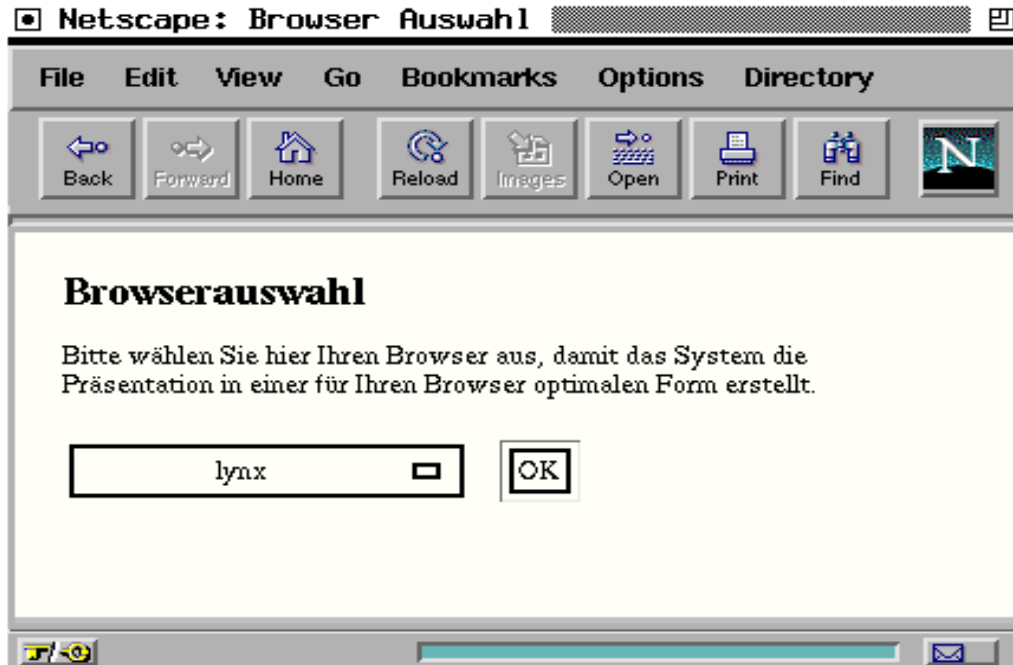 Netscape: Browser Auswahl
File Edit View Go Bookmarks Options Directory
Back Forward Home Reload Images Open Print Find N
Browserauswahl
Bitte wählen Sie hier Ihren Browser aus, damit das System die
Präsentation in einer für Ihren Browser optimalen Form erstellt.
lynx OK